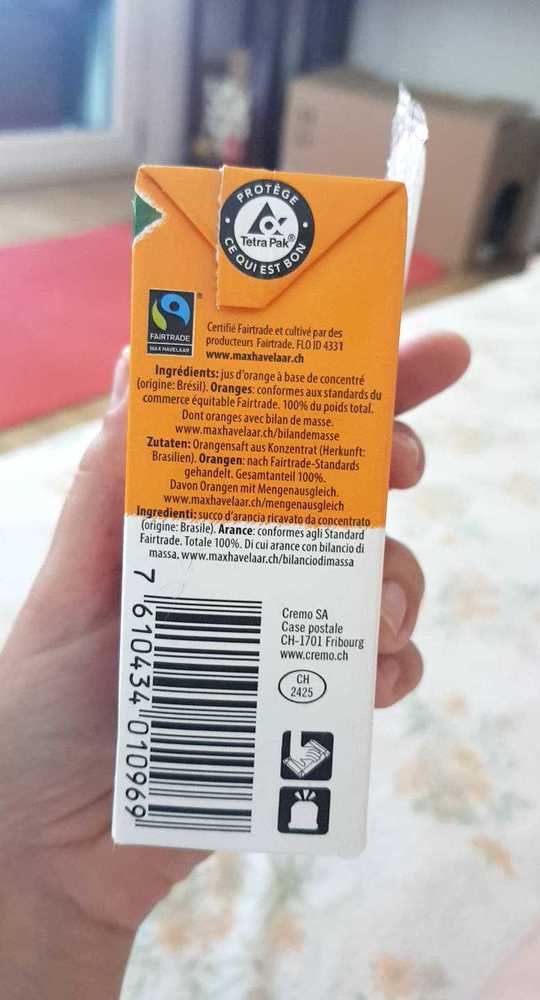 PROTÈGE
Tetra Pak®
CE QUI EST BON
FAIRTRADE
MAX HAVELAAR
®
Certifié Fairtrade et cultivé par des
producteurs Fairtrade. FLO ID 4331
www.maxhavelaar.ch
Ingrédients: jus d'orange à base de concentré
(origine: Brésil). Oranges: conformes aux standards du
commerce équitable Fairtrade. 100% du poids total.
Dont oranges avec bilan de masse.
www.maxhavelaar.ch/bilandemasse
Zutaten: Orangensaft aus Konzentrat (Herkunft:
Brasilien). Orangen: nach Fairtrade-Standards
gehandelt. Gesamtanteil 100%.
Davon Orangen mit Mengenausgleich.
www.maxhavelaar.ch/mengenausgleich
Ingredienti: succo d'arancia ricavato da concentrato
(origine: Brasile). Arance: conformes agli Standard
Fairtrade. Totale 100%. Di cui arance con bilancio di
massa. www.maxhavelaar.ch/bilanciodimassa
7 610434 010969
Cremo SA
Case postale
CH-1701 Fribourg
www.cremo.ch
CH
2425